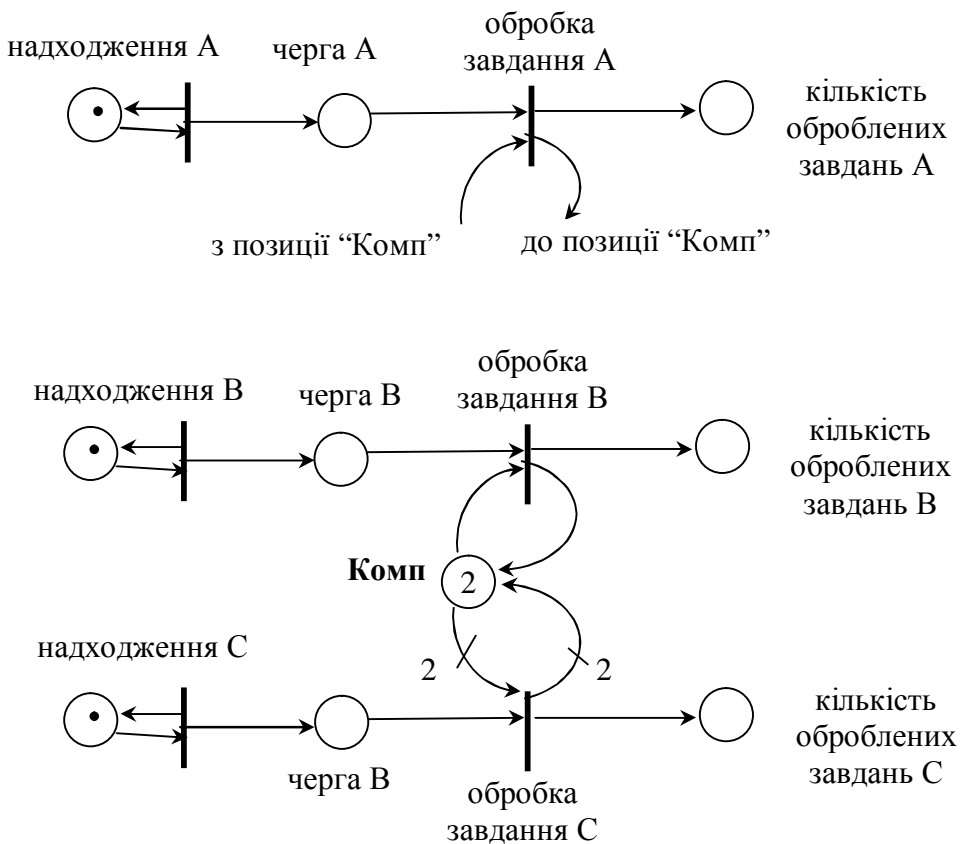 надходження А
черга А
обробка
завдання А
кількість
оброблених
завдань А
з позиції “Комп”
до позиції “Комп”
надходження В
черга В
обробка
завдання В
кількість
оброблених
завдань В
Комп
2
надходження С
2
2
черга В
обробка
завдання С
кількість
оброблених
завдань С